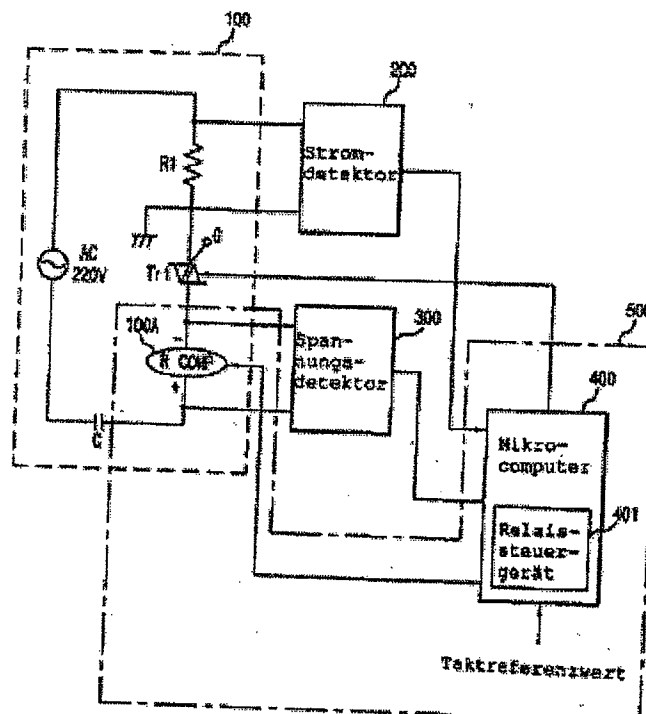 100
200
Strom-
detektor
R1
G
AC
220V
Tr1
100A
300
500
Span-
nungs-
detektor
R COMP
400
C
Mikro-
computer
401
Relais-
steuer-
gerät
Taktreferenzwert